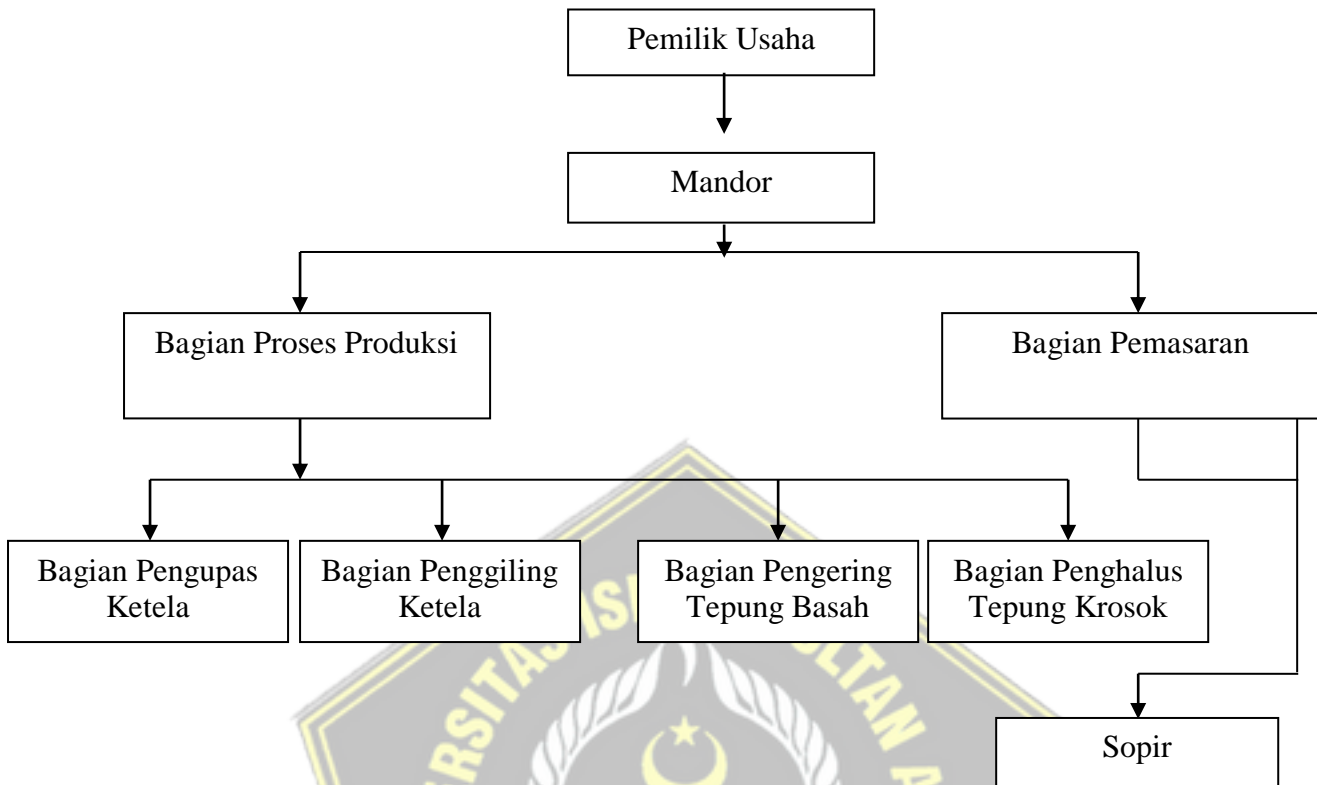 Pemilik Usaha
Mandor
Bagian Proses Produksi
Bagian Pemasaran
Bagian Pengupas
Ketela
Bagian Penggiling
Ketela
Bagian Pengering
Tepung Basah
Bagian Penghalus
Tepung Krosok
Sopir